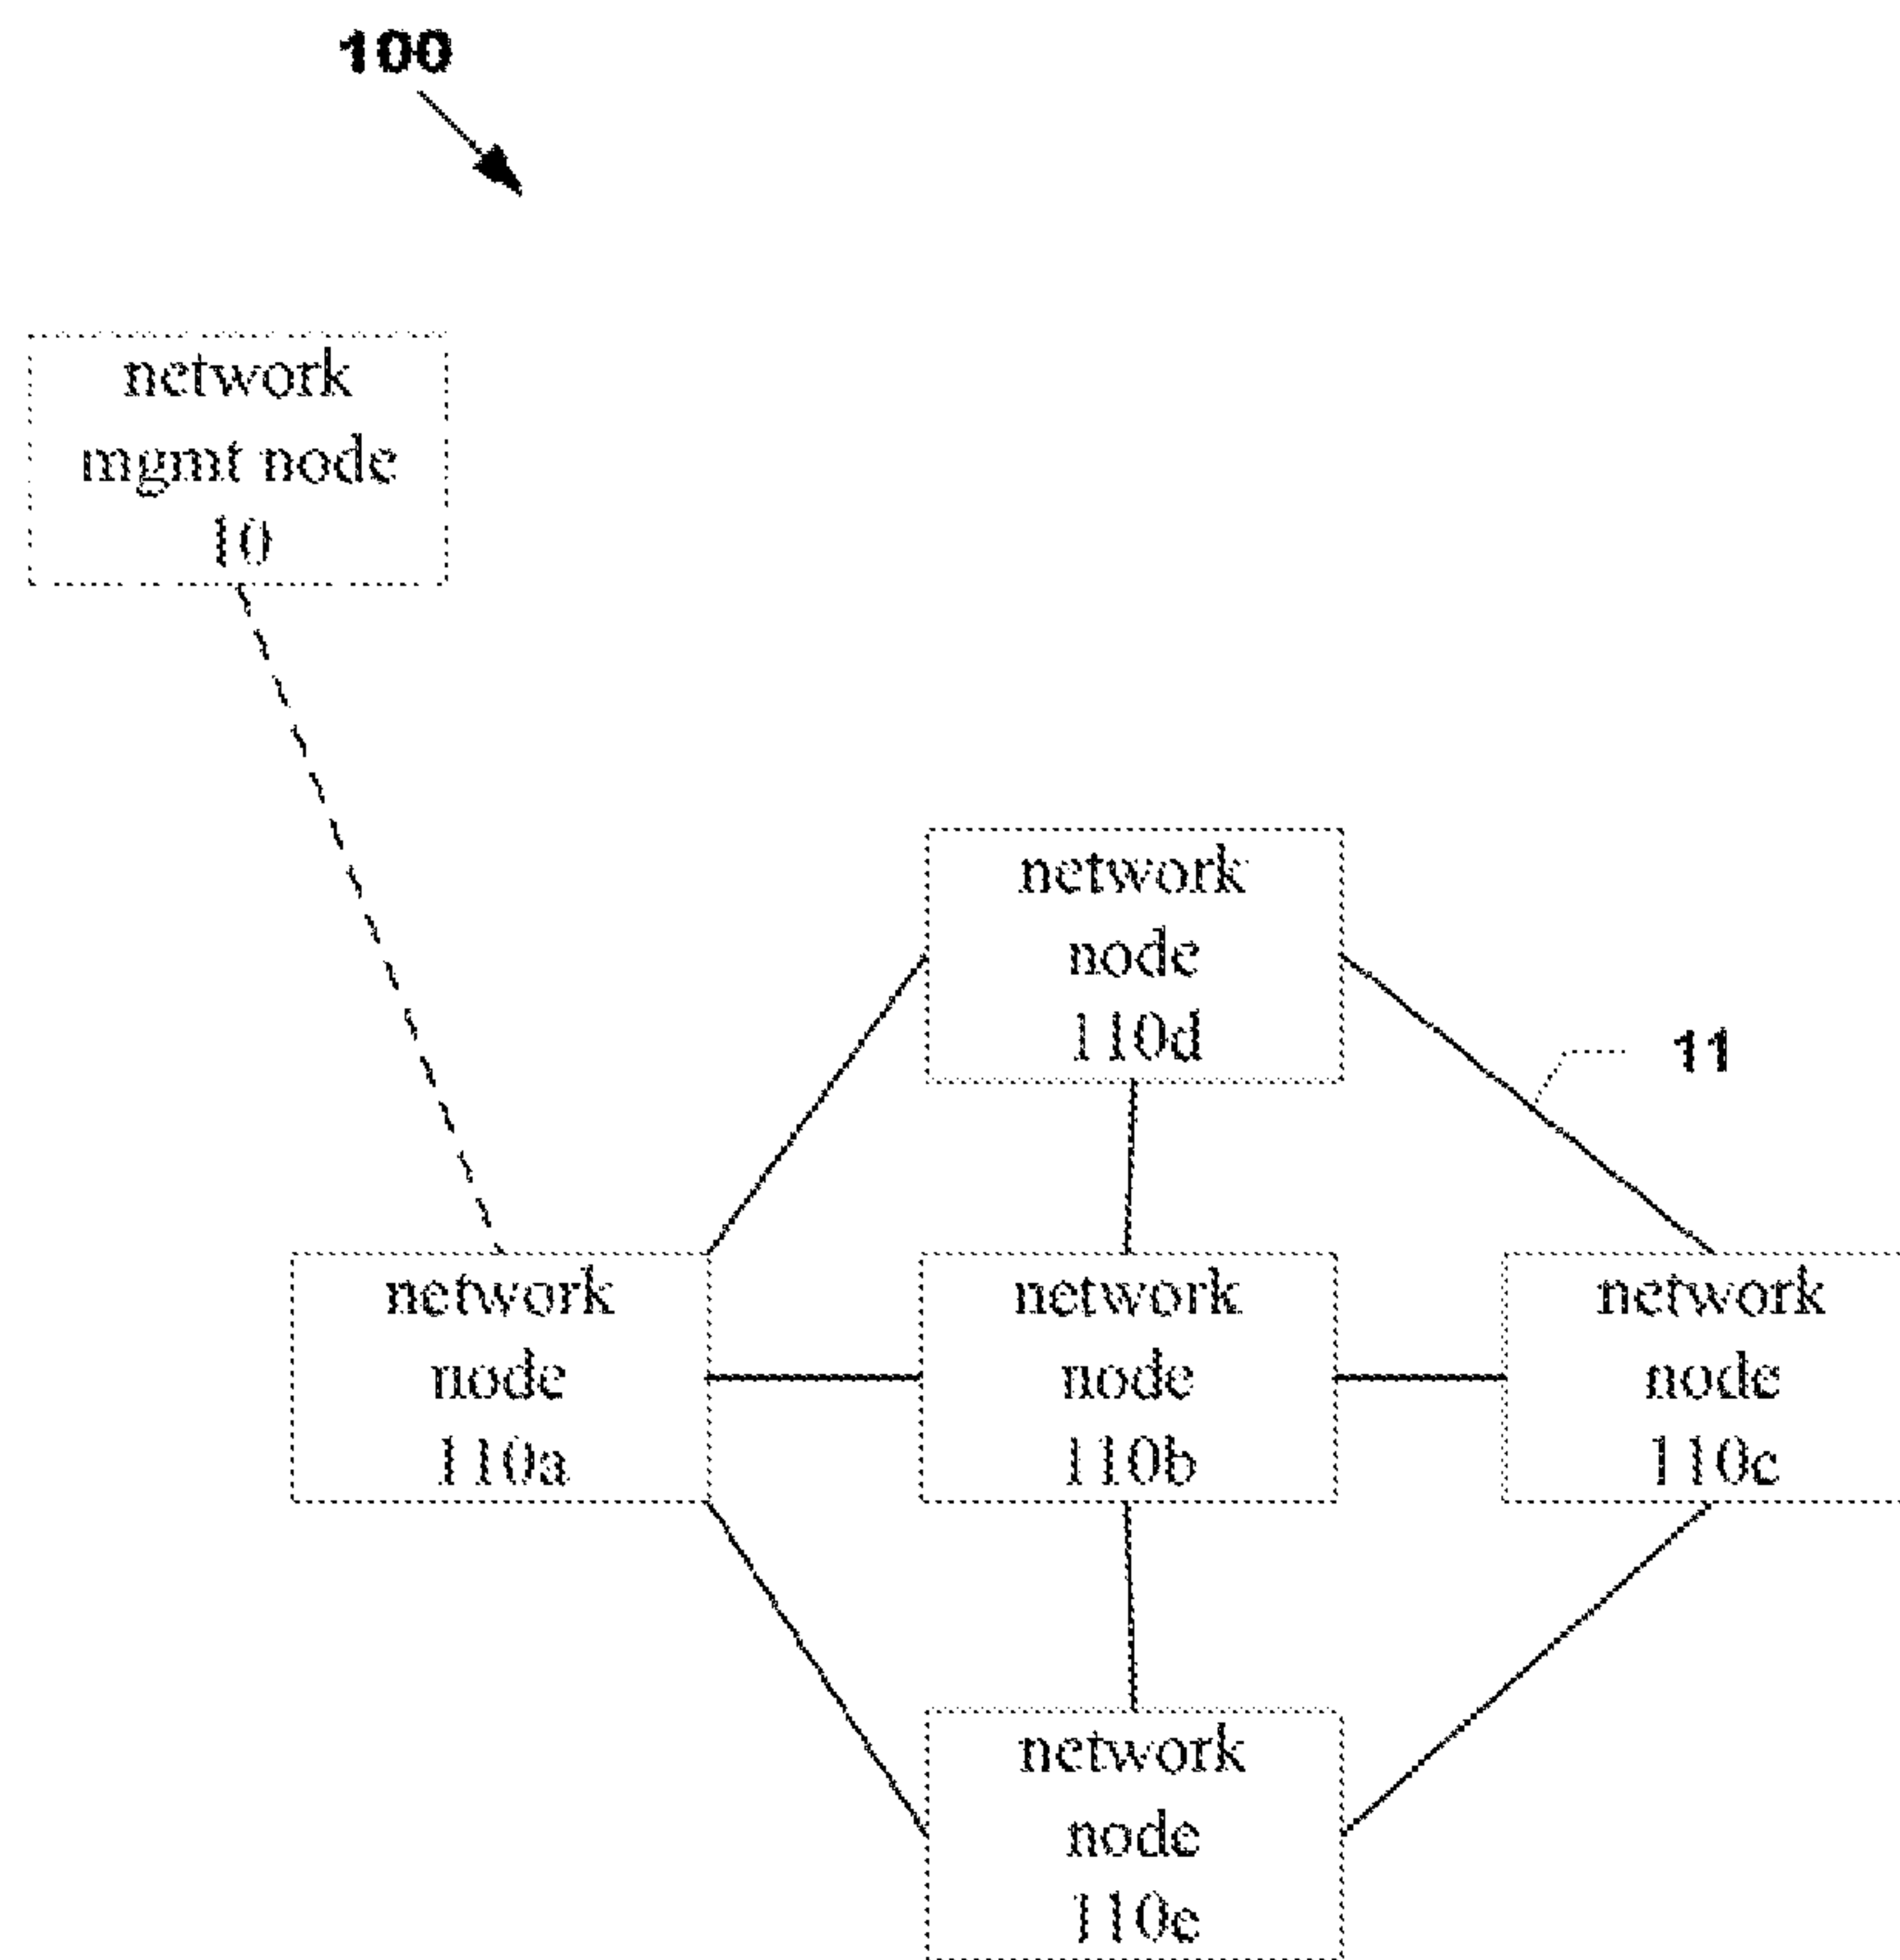 100
network
mgmt node
10
network
node
110d
11
network
node
110a
network
node
110b
network
node
110c
network
node
110e